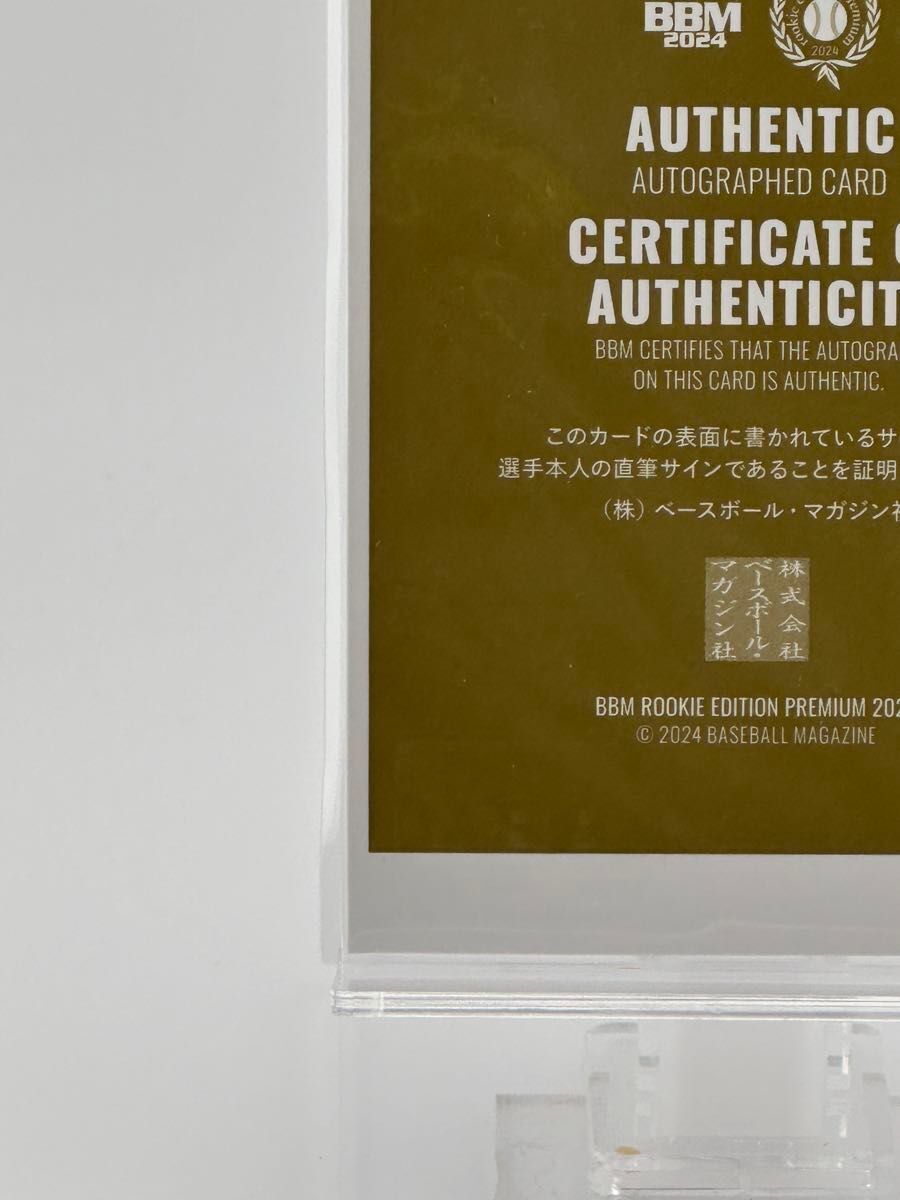 BBM
2024
rookie
2024
AUTHENTIC
AUTOGRAPHED CARD
CERTIFICATE
AUTHENTICIT
BBM CERTIFIES THAT THE AUTOGRA
ON THIS CARD IS AUTHENTIC.
このカードの表面に書かれているサ
選手本人の直筆サインであることを証明
(株)ベースボール・マガジン社
株式会社
ベースボール・
マガジン社
BBM ROOKIE EDITION PREMIUM 202
© 2024 BASEBALL MAGAZINE